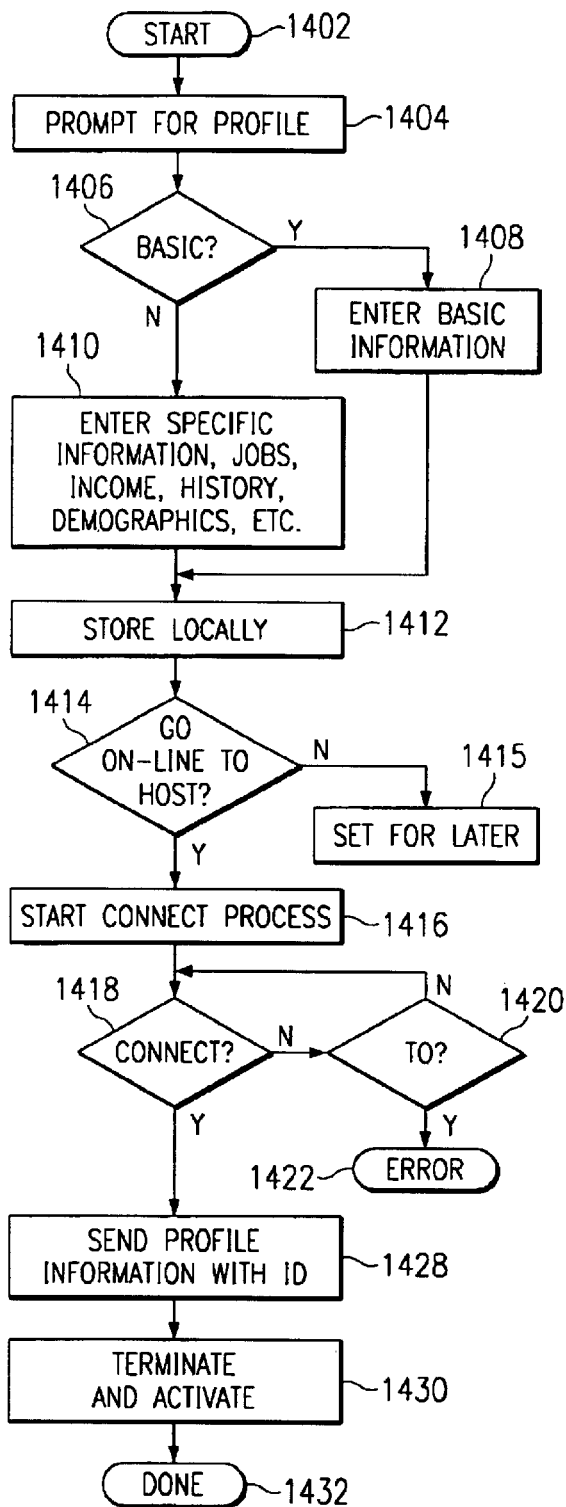 START
1402
PROMPT FOR PROFILE
1404
1406
BASIC?
Y
N
1408
ENTER BASIC
INFORMATION
1410
ENTER SPECIFIC
INFORMATION, JOBS,
INCOME, HISTORY,
DEMOGRAPHICS, ETC.
STORE LOCALLY
1412
1414
GO
ON-LINE TO
HOST?
N
Y
1415
SET FOR LATER
START CONNECT PROCESS
1416
1418
CONNECT?
N
Y
N
1420
TO?
Y
1422
ERROR
SEND PROFILE
INFORMATION WITH ID
1428
TERMINATE
AND ACTIVATE
1430
DONE
1432